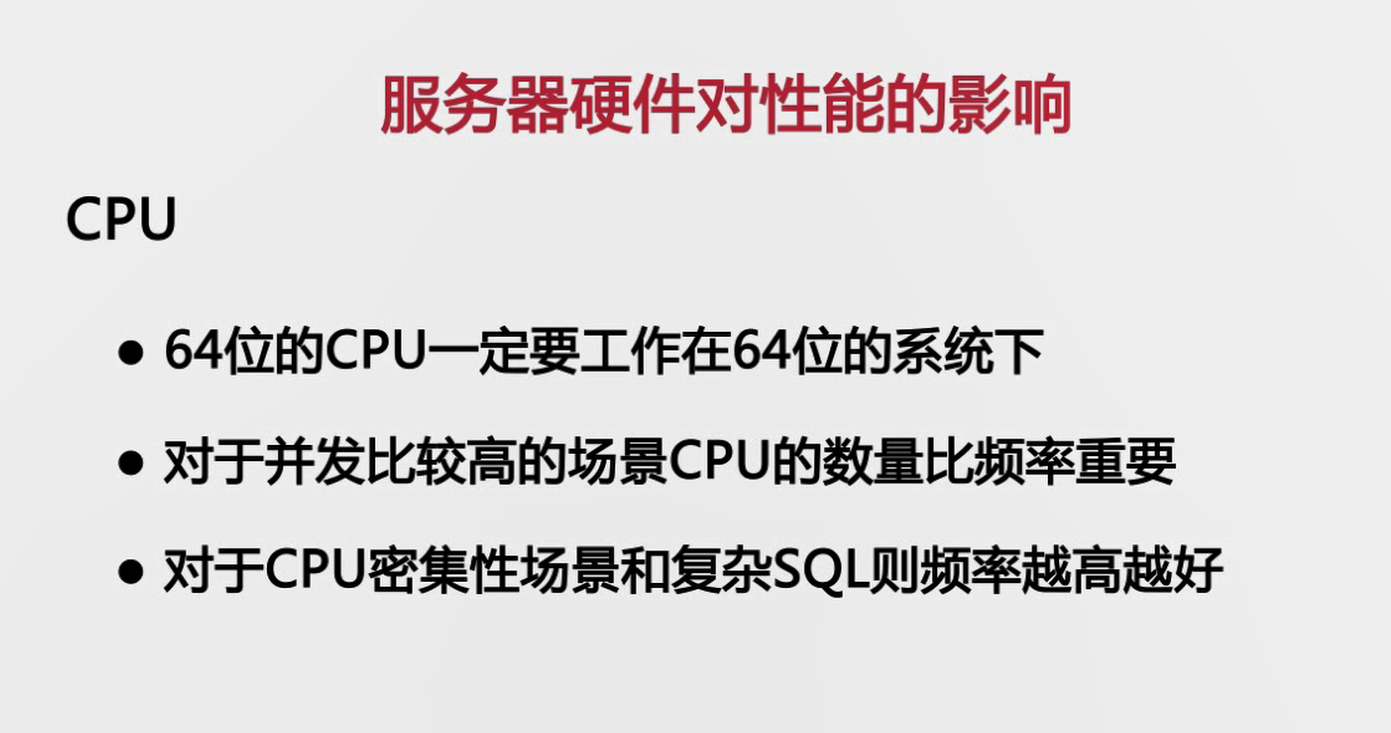 服务器硬件对性能的影响
CPU
● 64位的CPU一定要工作在64位的系统下
● 对于并发比较高的场景CPU的数量比频率重要
● 对于CPU密集性场景和复杂SQL则频率越高越好